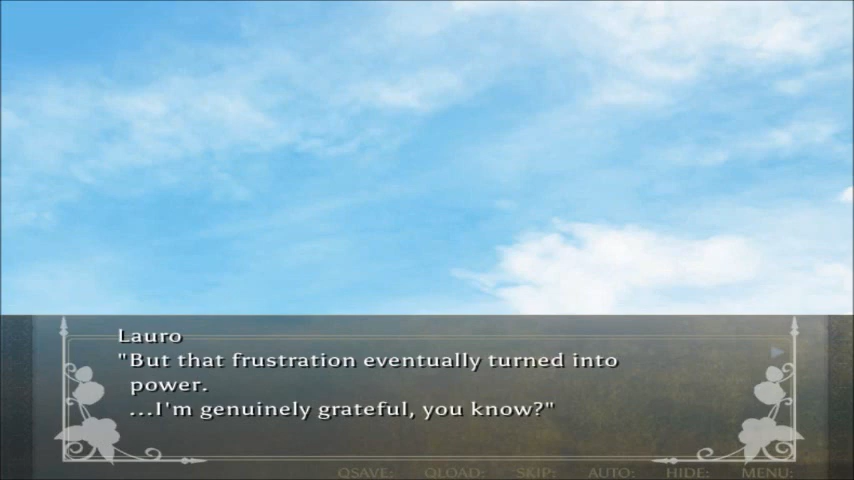 Lauro
"But that frustration eventually turned into
power.
...I'm genuinely grateful, you know?"
QSAVE: QLOAD: SKIP: AUTO: HIDE: MENU: